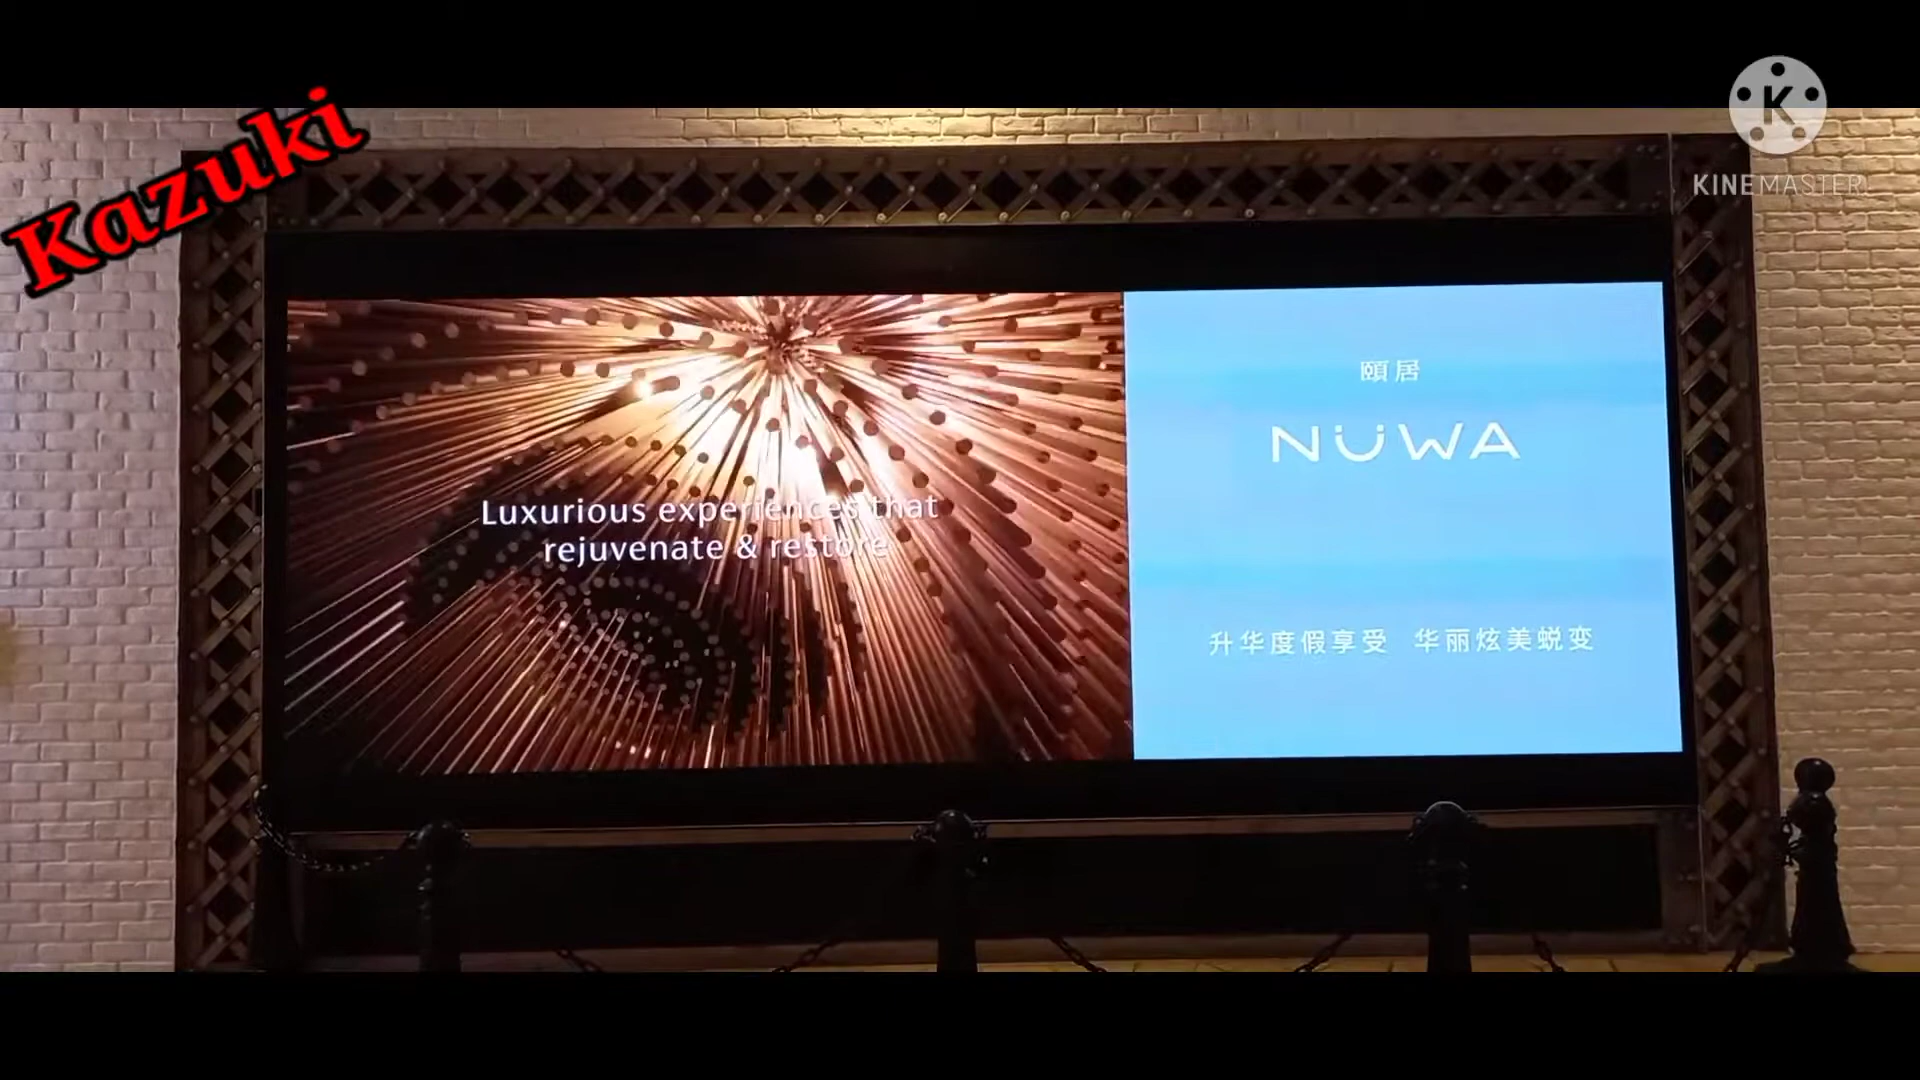 Kazuki
KINEMASTER
Luxurious experiences that
rejuvenate & restore
頤居
NÜWA
升华度假享受 华丽炫美蜕变